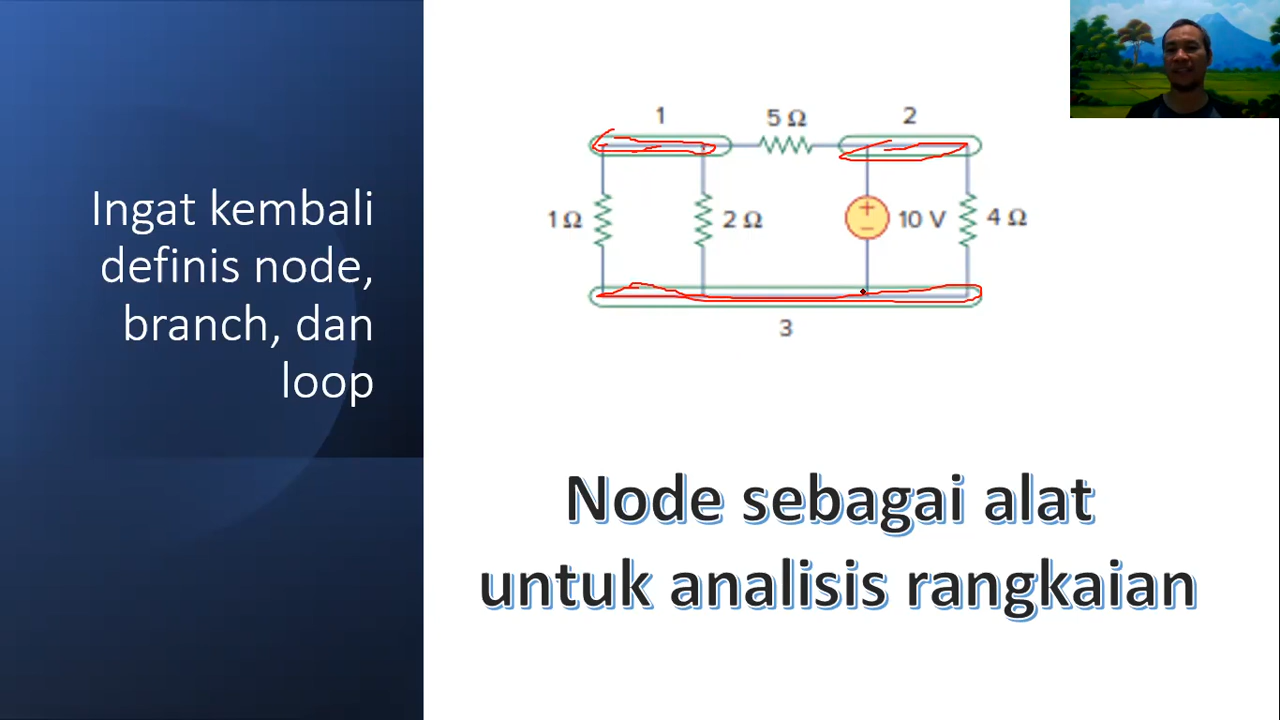 Ingat kembali
definis node,
branch, dan
loop
1
5 Ω
2
1 Ω
2 Ω
+
−
10 V
4 Ω
3
Node sebagai alat
untuk analisis rangkaian